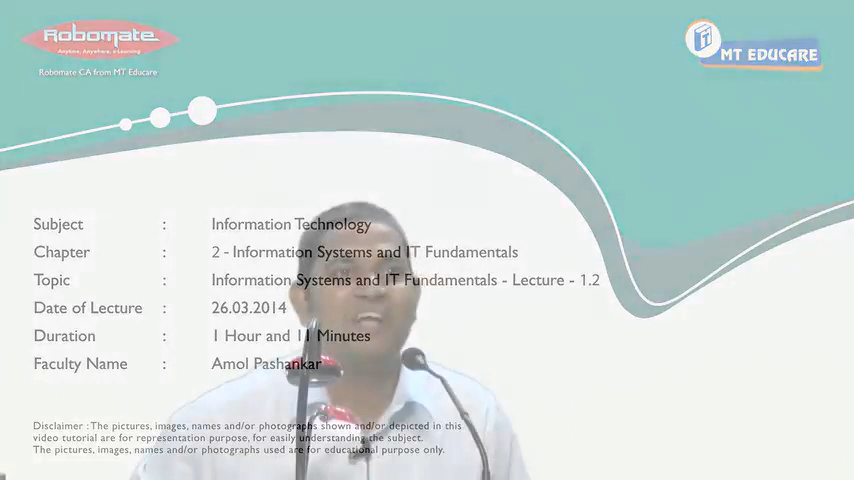 ROBOMATE
Anytime, Anywhere, e-Learning
Robomate CA from MT Educare
MT EDUCARE
Subject : Information Technology
Chapter : 2 - Information Systems and IT Fundamentals
Topic : Information Systems and IT Fundamentals - Lecture - 1.2
Date of Lecture : 26.03.2014
Duration : 1 Hour and 11 Minutes
Faculty Name : Amol Pashankar
Disclaimer : The pictures, images, names and/or photographs shown and/or depicted in this
video tutorial are for representation purpose, for easily understanding the subject.
The pictures, images, names and/or photographs used are for educational purpose only.